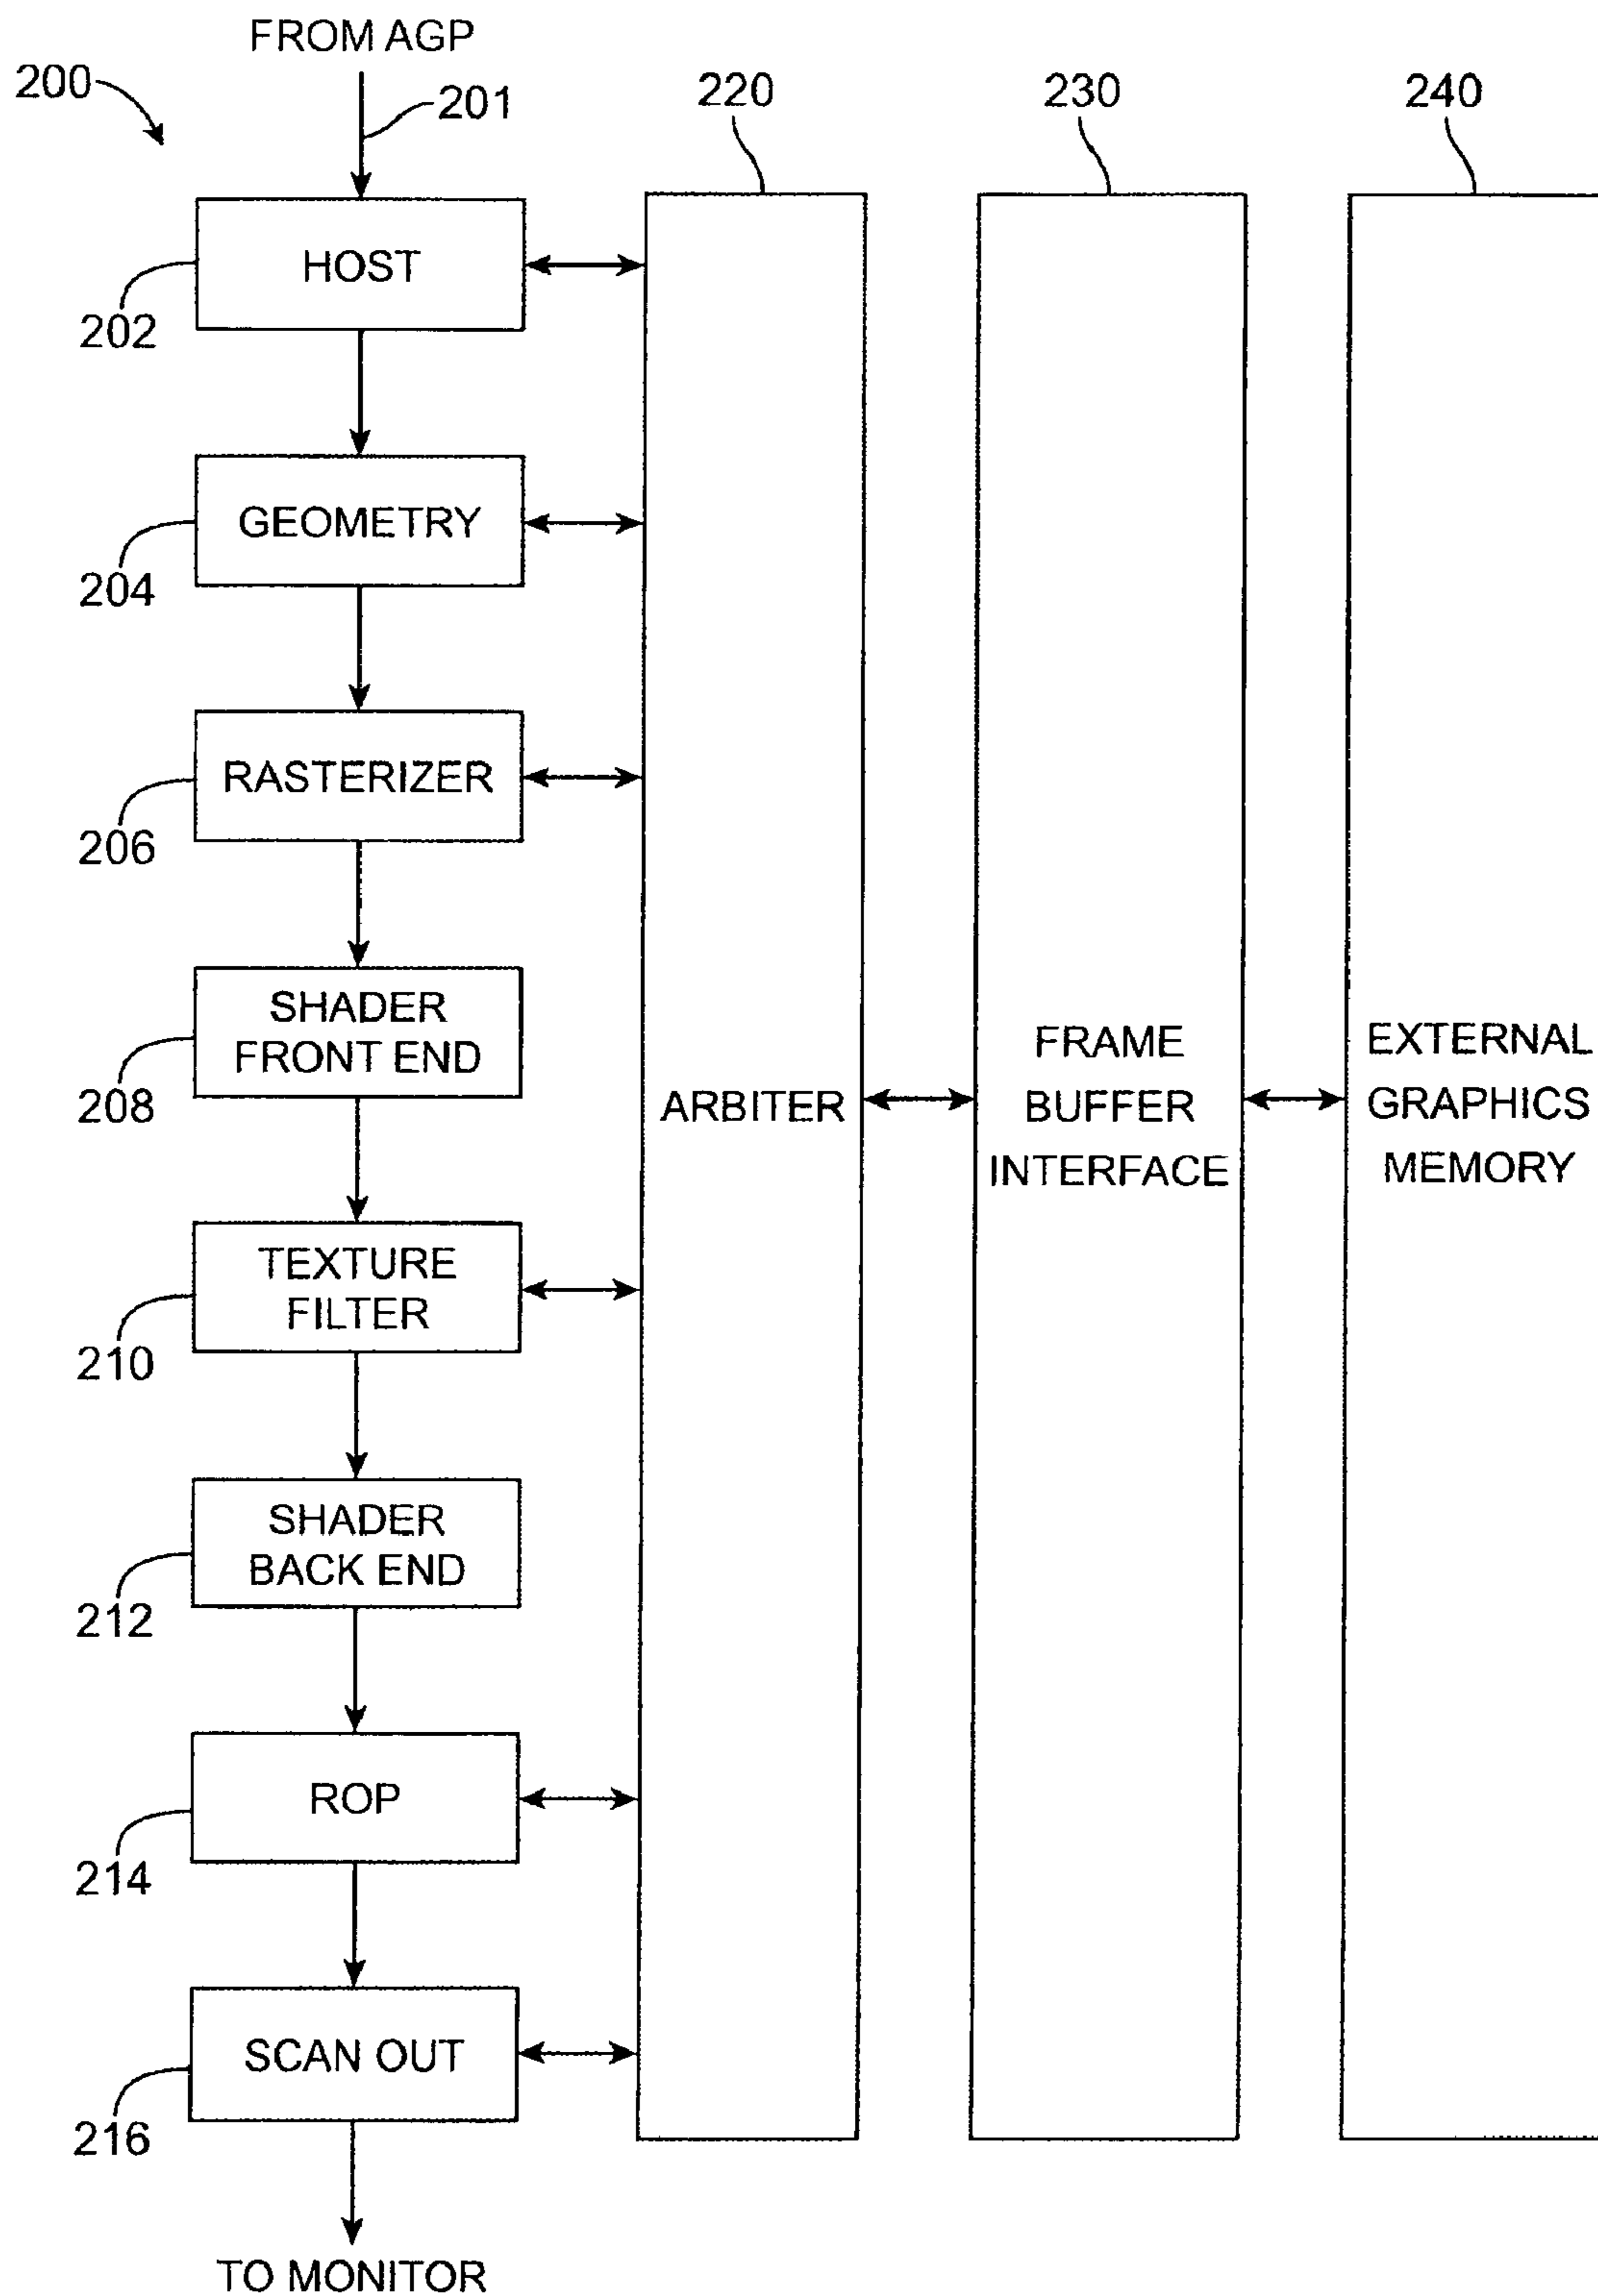 FROM AGP
200
201
220
230
240
HOST
202
GEOMETRY
204
RASTERIZER
206
SHADER
FRONT END
208
ARBITER
FRAME
BUFFER
INTERFACE
EXTERNAL
GRAPHICS
MEMORY
TEXTURE
FILTER
210
SHADER
BACK END
212
ROP
214
SCAN OUT
216
TO MONITOR